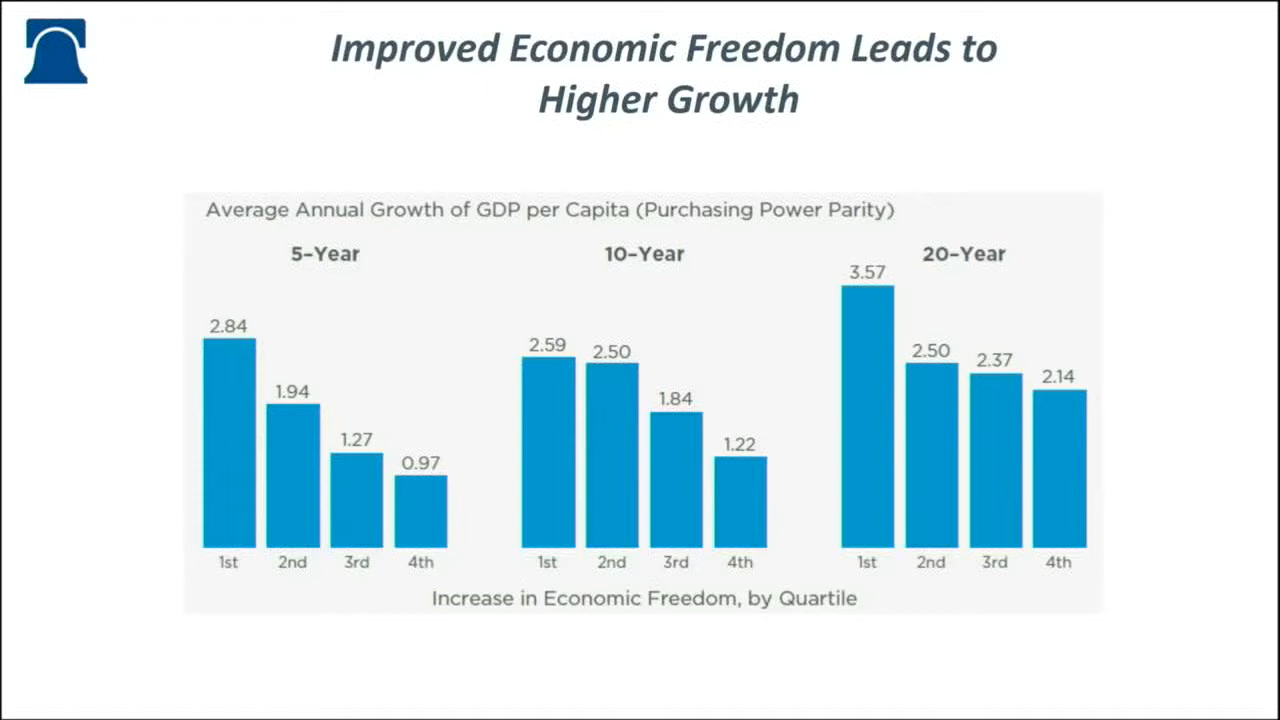 Improved Economic Freedom Leads to
Higher Growth
Average Annual Growth of GDP per Capita (Purchasing Power Parity)
5–Year
2.84
1.94
1.27
0.97
1st 2nd 3rd 4th
10–Year
2.59
2.50
1.84
1.22
1st 2nd 3rd 4th
20–Year
3.57
2.50
2.37
2.14
1st 2nd 3rd 4th
Increase in Economic Freedom, by Quartile